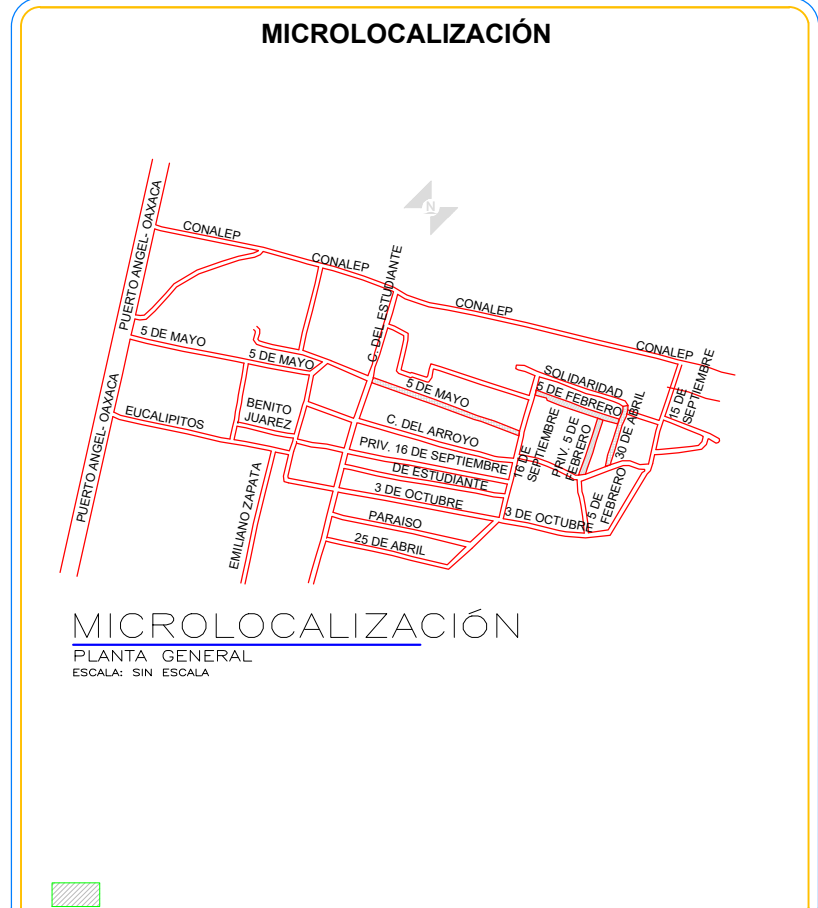 MICROLOCALIZACIÓN
N
PUERTO ANGEL- OAXACA
CONALEP
CONALEP
C. DEL ESTUDIANTE
CONALEP
CONALEP
5 DE MAYO
5 DE MAYO
5 DE MAYO
SOLIDARIDAD
5 DE FEBRERO
15 DE
SEPTIEMBRE
PUERTO ANGEL- OAXACA
EUCALIPITOS
BENITO
JUAREZ
C. DEL ARROYO
PRIV. 16 DE SEPTIEMBRE
DE ESTUDIANTE
16 DE
SEPTIEMBRE
PRIV. 5 DE
FEBRERO
30 DE ABRIL
5 DE
FEBRERO
3 DE OCTUBRE
3 DE OCTUBRE
EMILIANO ZAPATA
PARAISO
25 DE ABRIL
MICROLOCALIZACIÓN
PLANTA GENERAL
ESCALA: SIN ESCALA